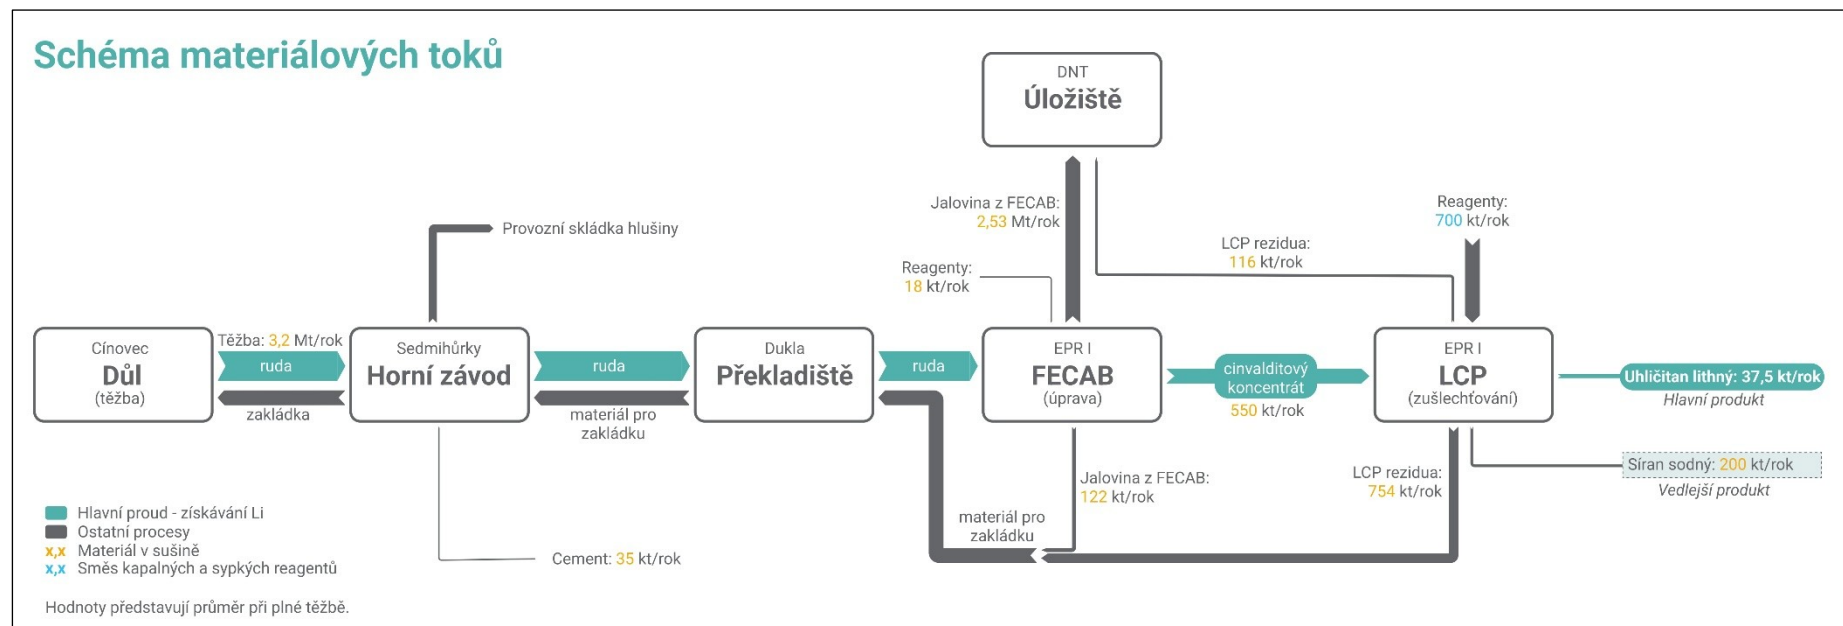 Schéma materiálových toků
DNT
Úložiště
Jalovina z FECAB:
2,53 Mt/rok
Reagenty:
700 kt/rok
Provozní skládka hlušiny
LCP rezidua:
116 kt/rok
Reagenty:
18 kt/rok
Cínovec
Důl
(těžba)
Těžba: 3,2 Mt/rok
ruda
zakládka
Sedmihůrky
Horní závod
ruda
materiál pro
zakládku
Dukla
Překladiště
ruda
EPR I
FECAB
(úprava)
cinvalditový
koncentrát
550 kt/rok
EPR I
LCP
(zušlechťování)
Uhličitan lithný: 37,5 kt/rok
Hlavní produkt
Síran sodný: 200 kt/rok
Vedlejší produkt
Jalovina z FECAB:
122 kt/rok
LCP rezidua:
754 kt/rok
materiál pro
zakládku
Cement: 35 kt/rok
Hlavní proud - získávání Li
Ostatní procesy
x,x Materiál v sušině
x,x Směs kapalných a sypkých reagentů
Hodnoty představují průměr při plné těžbě.